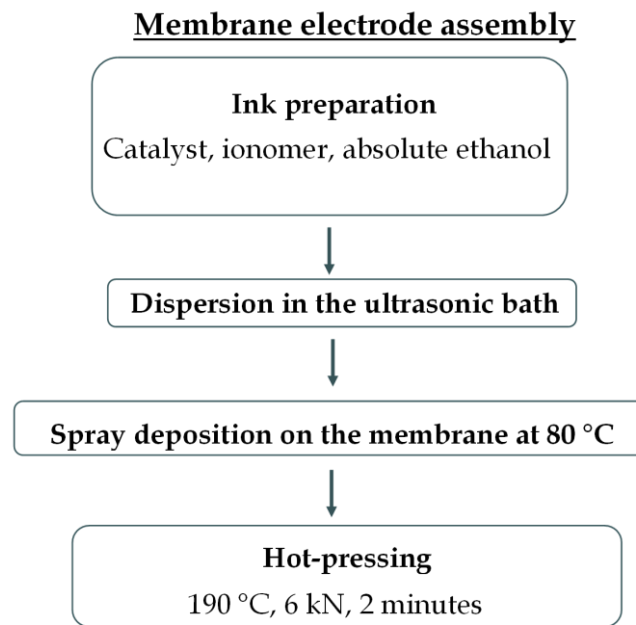 Membrane electrode assembly
Ink preparation
Catalyst, ionomer, absolute ethanol
Dispersion in the ultrasonic bath
Spray deposition on the membrane at 80 °C
Hot-pressing
190 °C, 6 kN, 2 minutes